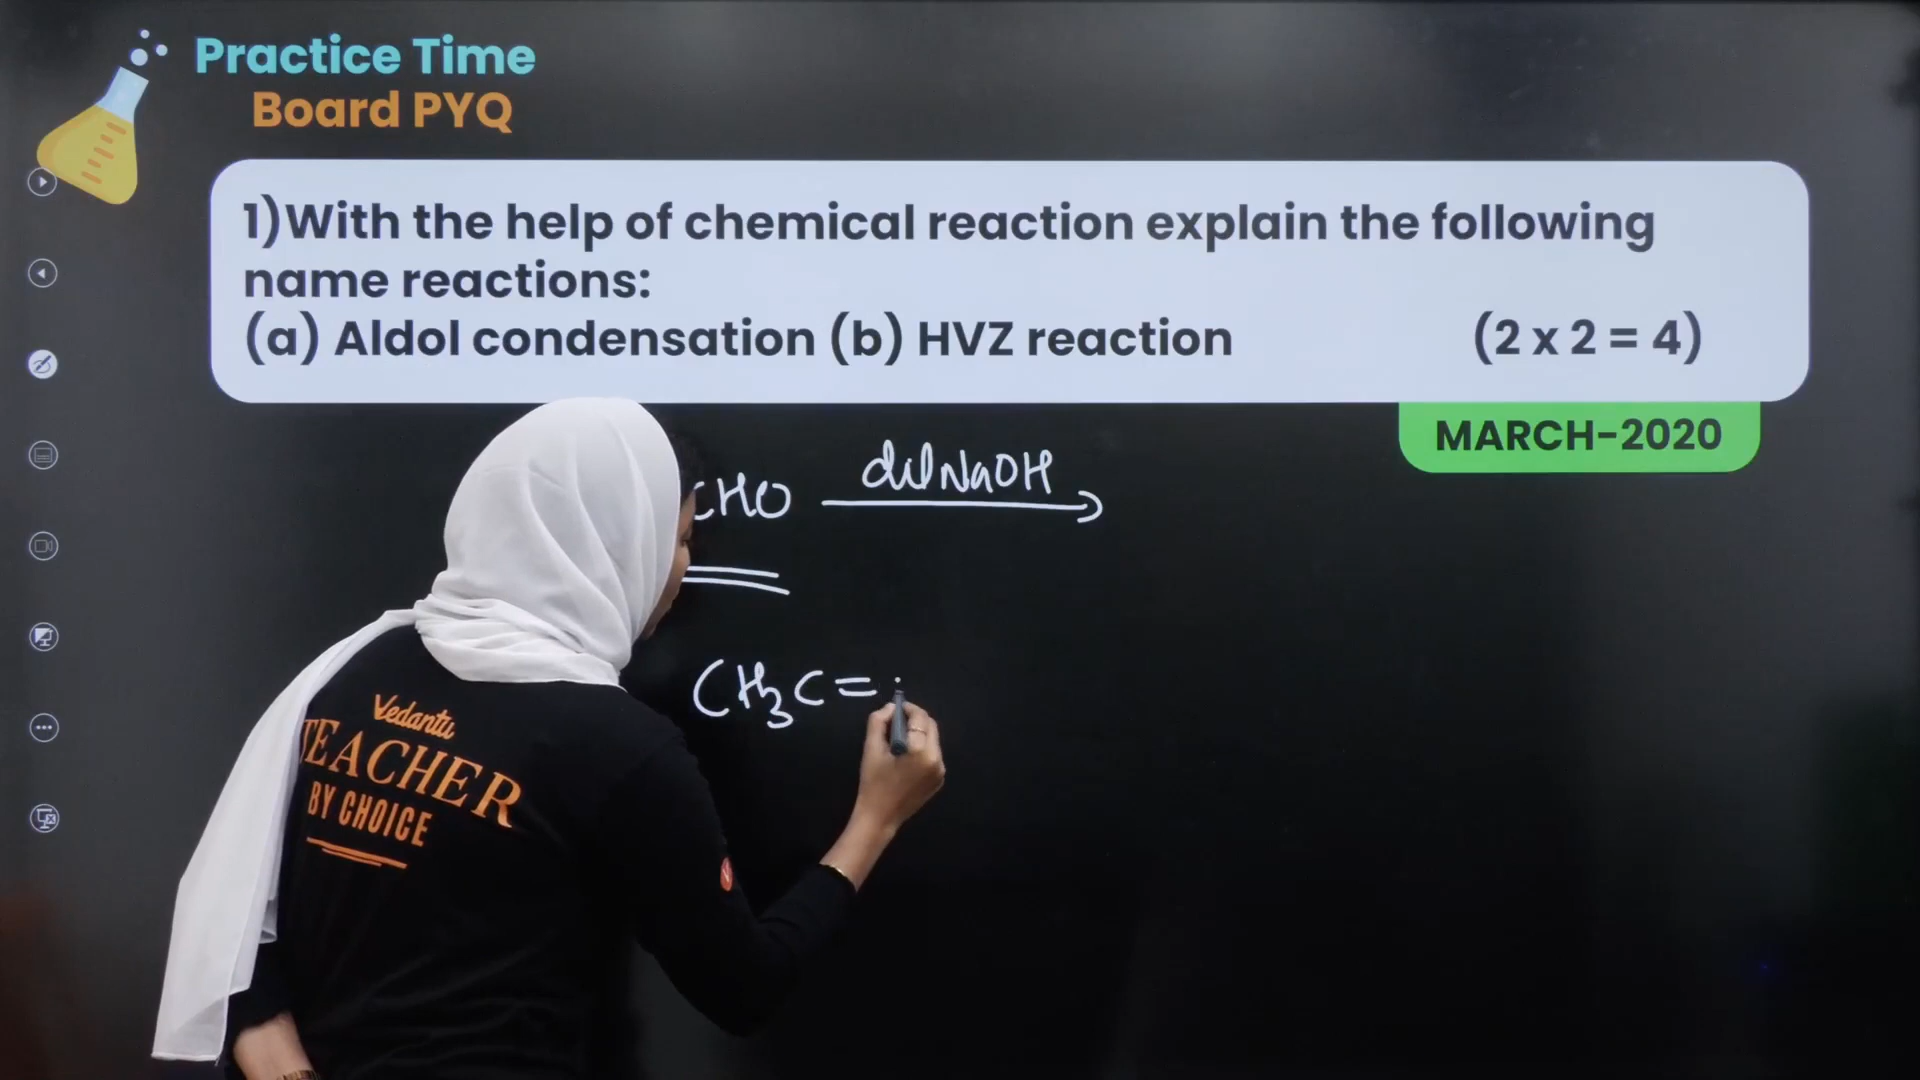 Practice Time
Board PYQ
1)With the help of chemical reaction explain the following
name reactions:
(a) Aldol condensation (b) HVZ reaction (2 x 2 = 4)
MARCH-2020
CHO dil NaOH
CH3C=
Vedantu
TEACHER
BY CHOICE